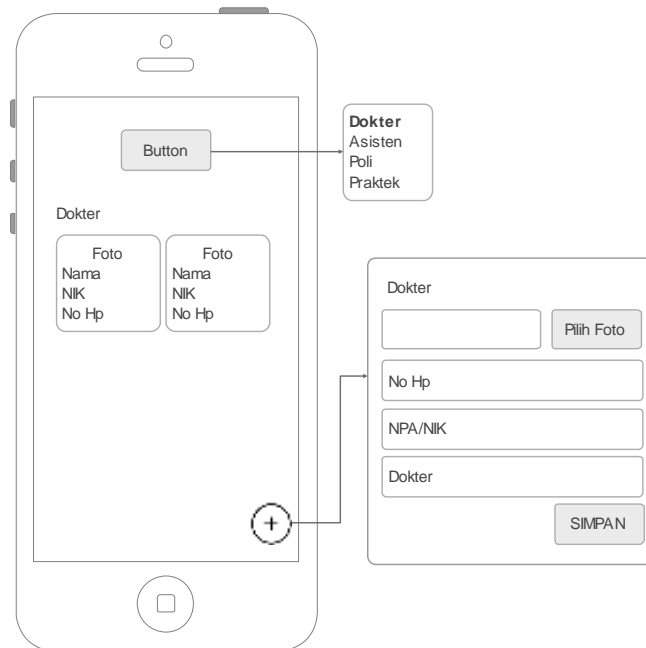 Button
Dokter
Asisten
Poli
Praktek
Dokter
Foto
Nama
NIK
No Hp
Foto
Nama
NIK
No Hp
Dokter
Pilih Foto
No Hp
NPA/NIK
Dokter
SIMPAN